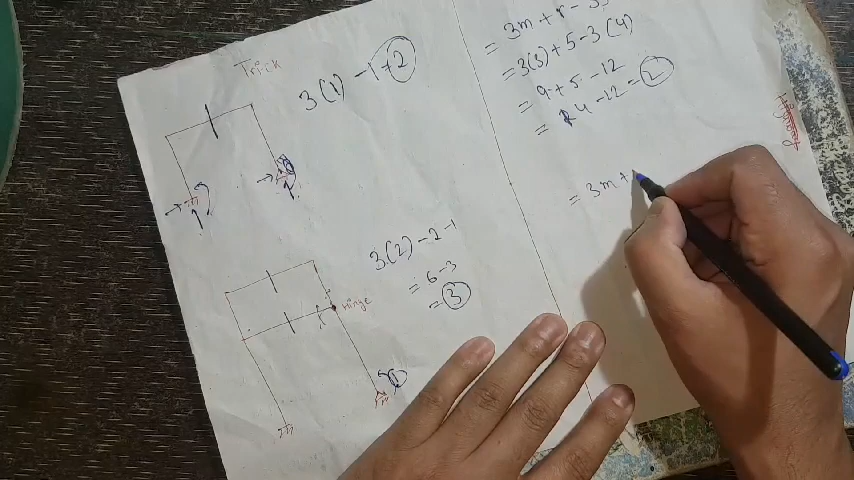 Trick
3(1) -1 = 2
3(2) -2 -1
= 6 -3
= 3
Hinge
= 3m + r - 3j
= 3(3) + 5 - 3(4)
= 9 + 5 - 12
= 14 - 12 = 2
= 3m +